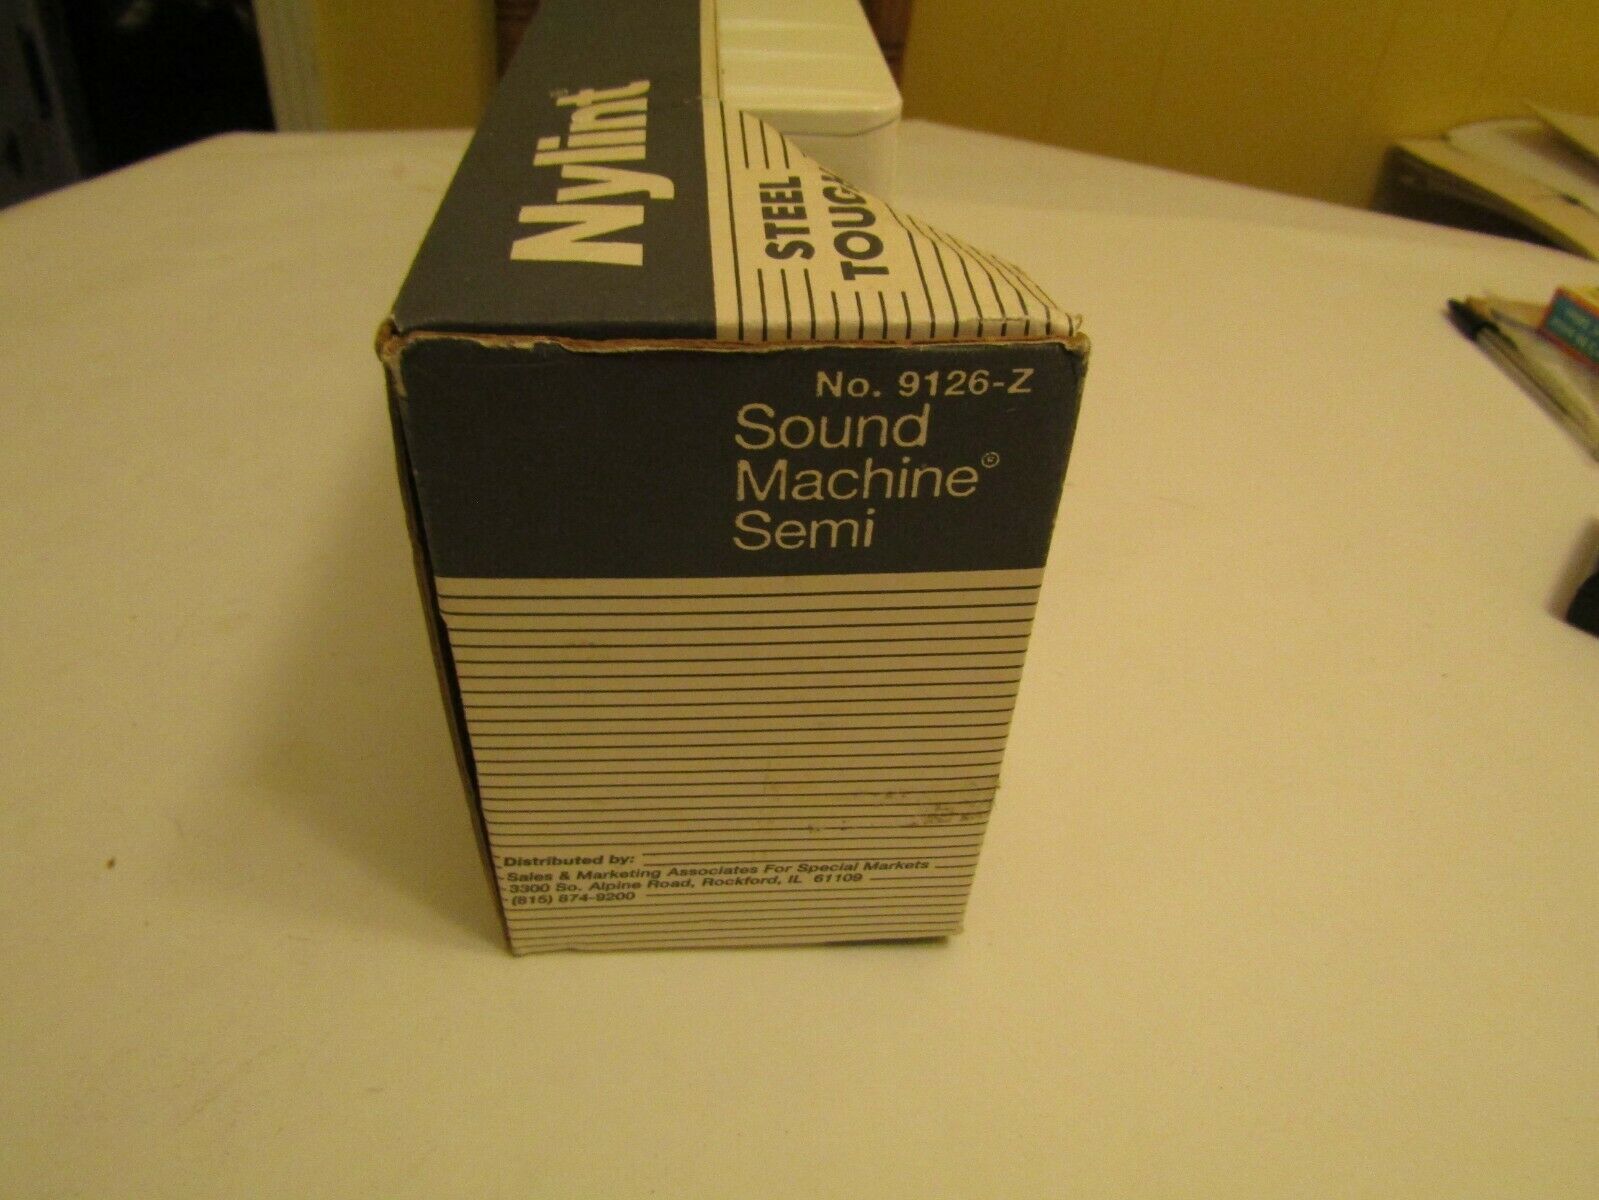 Nylint
STEEL
TOUGH
No. 9126-Z
Sound
Machine®
Semi
Distributed by:
Sales & Marketing Associates For Special Markets
3300 So. Alpine Road, Rockford, IL 61109
(815) 874-9200